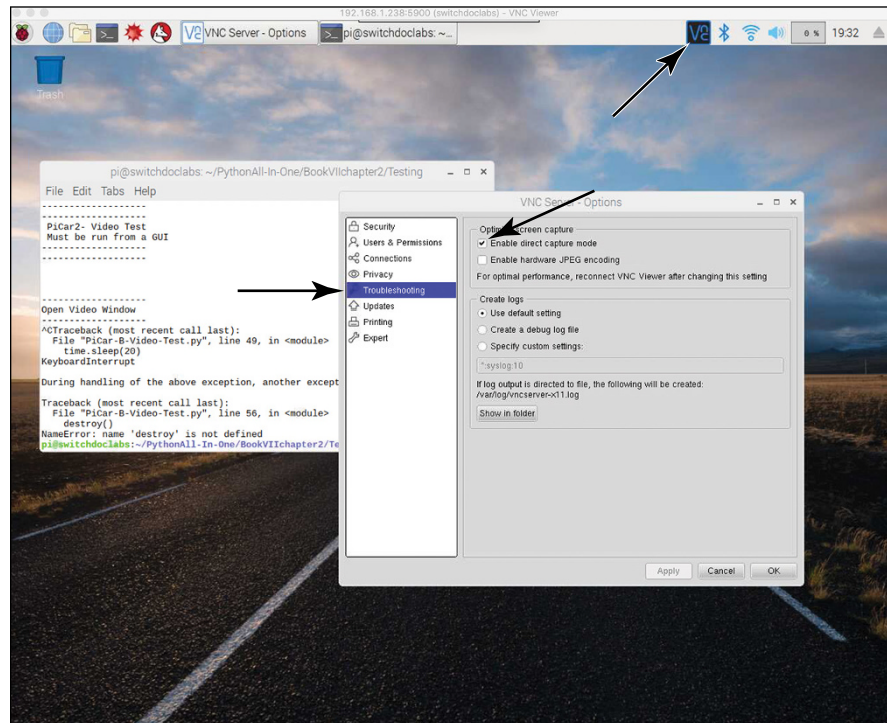 192.168.1.238:5900 (switchdoclabs) - VNC Viewer
VNC Server - Options
pi@switchdoclabs: ~...
0 %
19:32
Trash
pi@switchdoclabs: ~/PythonAll-In-One/BookVIIchapter2/Testing
File Edit Tabs Help
-------------------
-------------------
PiCar2- Video Test
Must be run from a GUI
-------------------
-------------------
-------------------
Open Video Window
-------------------
^CTraceback (most recent call last):
File "PiCar-B-Video-Test.py", line 49, in <module>
time.sleep(20)
KeyboardInterrupt
During handling of the above exception, another except
Traceback (most recent call last):
File "PiCar-B-Video-Test.py", line 56, in <module>
destroy()
NameError: name 'destroy' is not defined
pi@switchdoclabs:~/PythonAll-In-One/BookVIIchapter2/Te
VNC Server - Options
Security
Users & Permissions
Connections
Privacy
Troubleshooting
Updates
Printing
Expert
screen capture
Enable direct capture mode
Enable hardware JPEG encoding
For optimal performance, reconnect VNC Viewer after changing this setting
Create logs
Use default setting
Create a debug log file
Specify custom settings:
*:syslog:10
If log output is directed to file, the following will be created:
/var/log/vncserver-x11.log
Show in folder
Apply
Cancel
OK